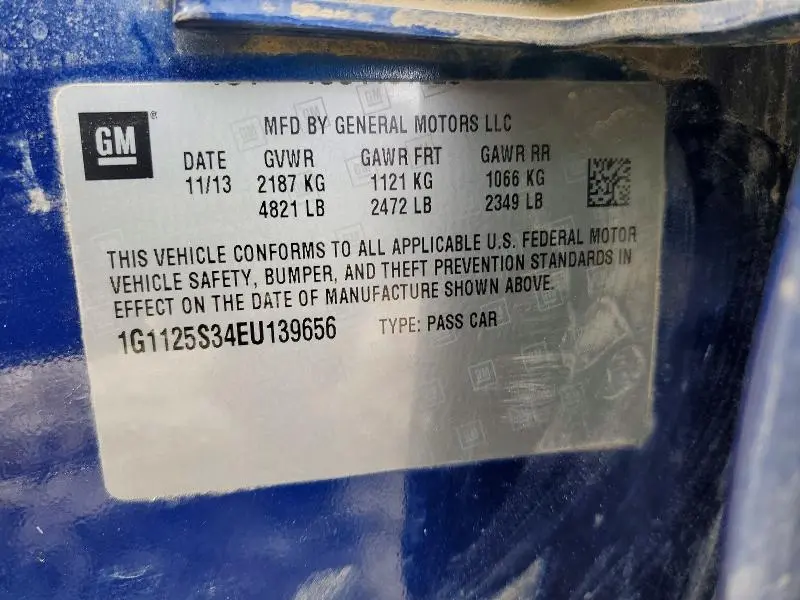 GM
MFD BY GENERAL MOTORS LLC
DATE GVWR GAWR FRT GAWR RR
11/13 2187 KG 1121 KG 1066 KG
4821 LB 2472 LB 2349 LB
THIS VEHICLE CONFORMS TO ALL APPLICABLE U.S. FEDERAL MOTOR
VEHICLE SAFETY, BUMPER, AND THEFT PREVENTION STANDARDS IN
EFFECT ON THE DATE OF MANUFACTURE SHOWN ABOVE.
1G1125S34EU139656 TYPE: PASS CAR